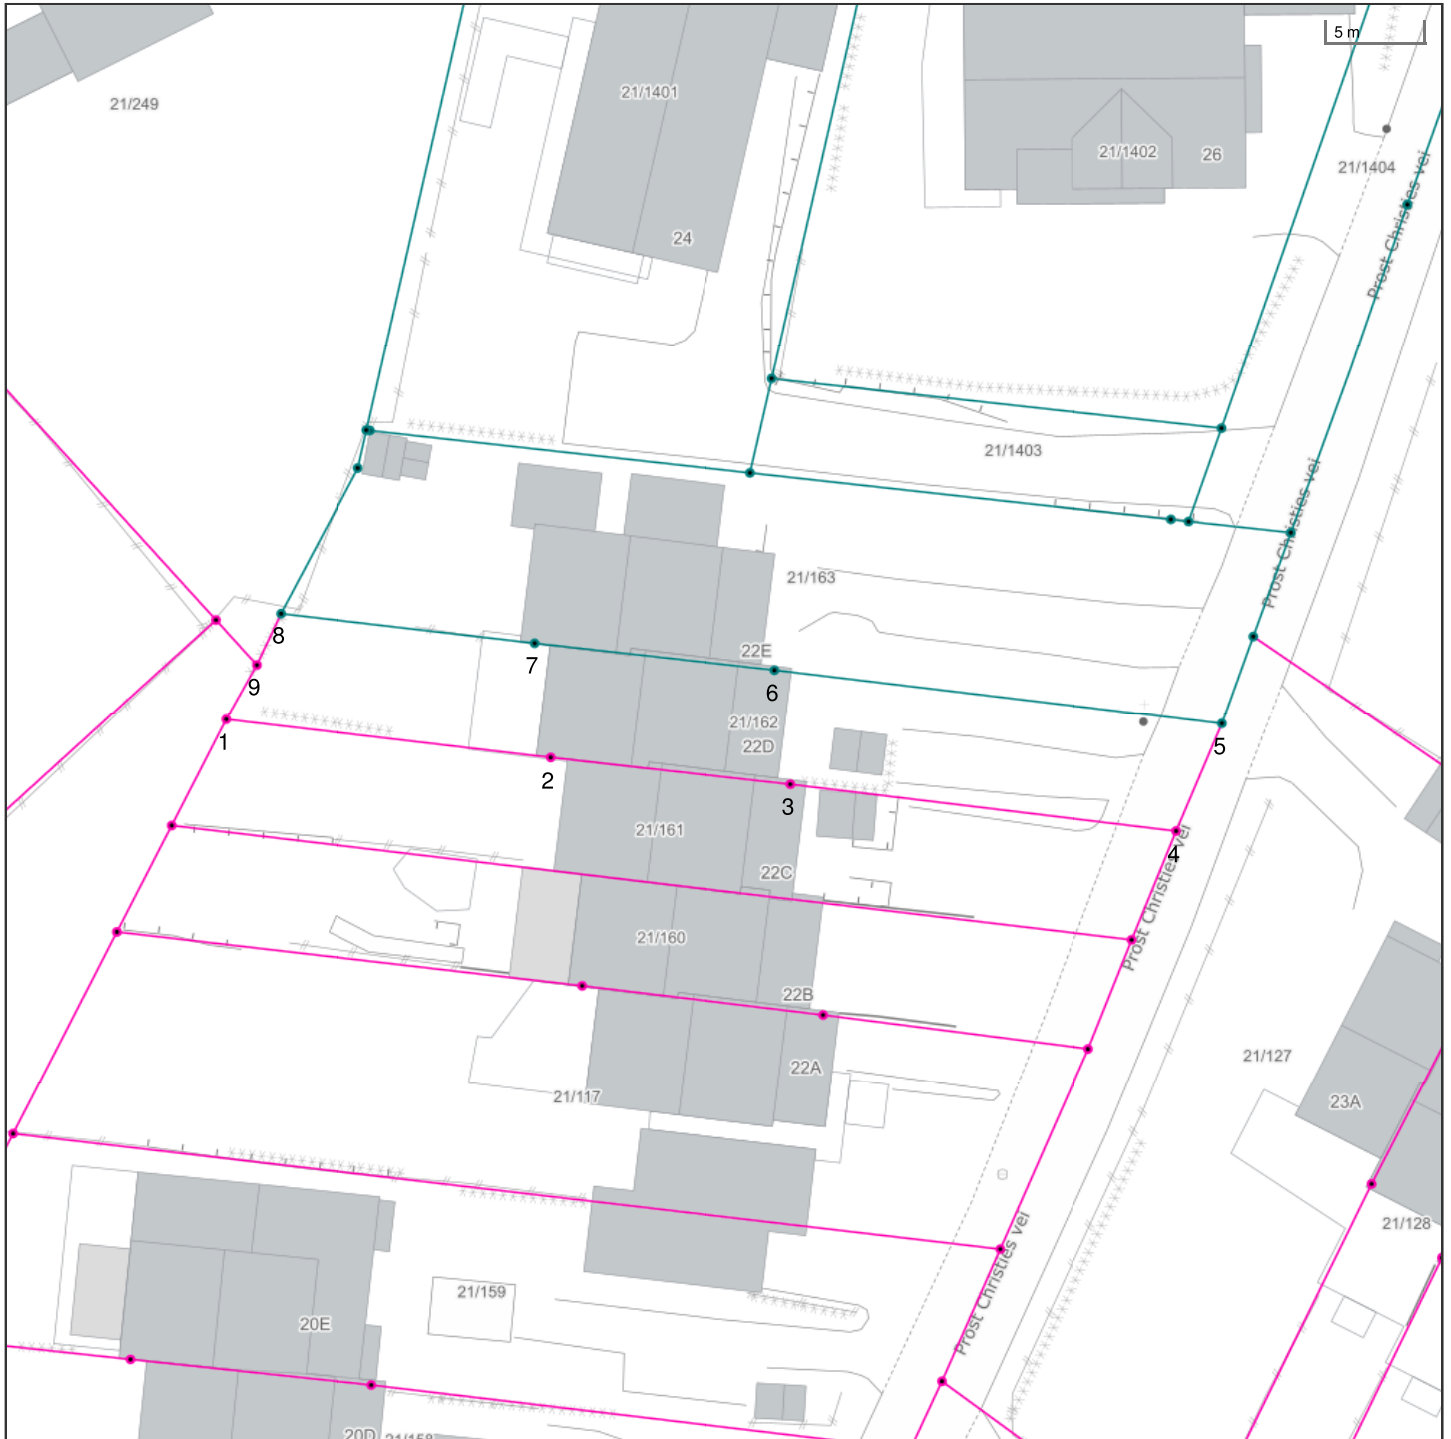 5 m
21/249
21/1401
24
21/1402
26
21/1404
Prost Christies vei
21/1403
Prost Christies vei
21/163
8
7
22E
6
9
21/162
22D
1
2
3
5
4
21/161
22C
Prost Christies vei
21/160
22B
22A
21/117
21/127
23A
21/128
Prost Christies vei
21/159
20E
20D
21/158